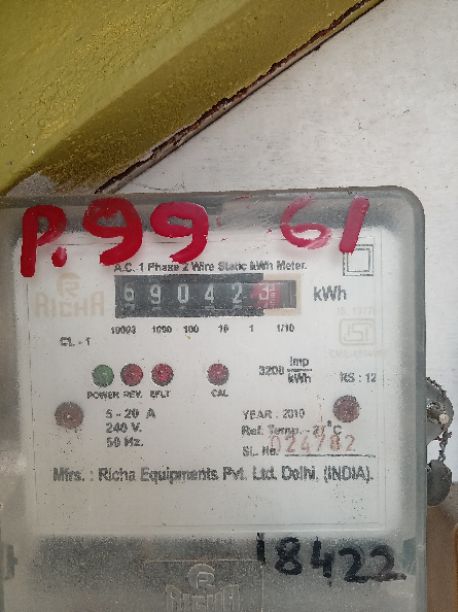 P.99 61
A.C. 1 Phase 2 Wire Static kWh Meter.
RICHA
69042 kWh
10000 1000 100 10 1 1/10
CL - 1
3200 Imp/kWh
RS : 12
POWER REV. EFLT CAL
5 - 20 A
240 V.
50 Hz.
YEAR : 2010
Ref. Temp. - 27°C
SL. No. 024782
Mfrs. : Richa Equipments Pvt. Ltd. Delhi. (INDIA).
18422
RICHA